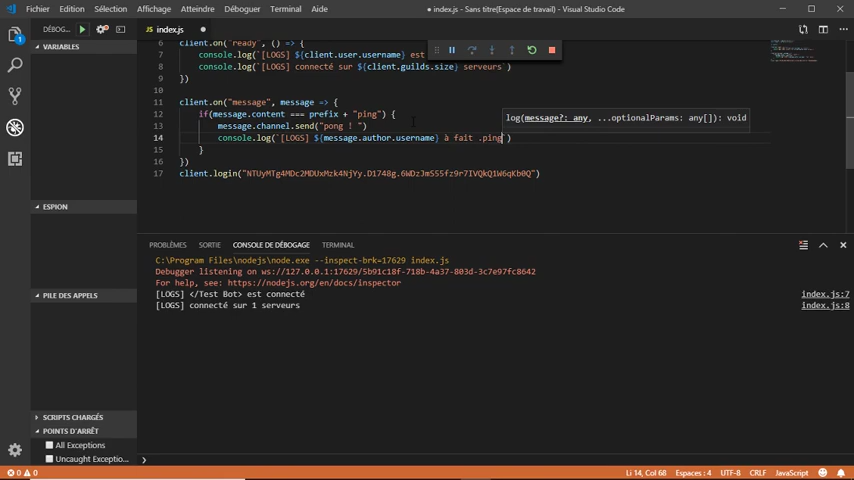 Fichier Edition Sélection Affichage Atteindre Déboguer Terminal Aide
● index.js - Sans titre(Espace de travail) - Visual Studio Code
DÉBOG...
index.js ●
VARIABLES
6 client.on("ready", () => {
7 console.log(`[LOGS] ${client.user.username} est
8 console.log(`[LOGS] connecté sur ${client.guilds.size} serveurs`)
9 })
10
11 client.on("message", message => {
12 if(message.content === prefix + "ping") {
13 message.channel.send("pong ! ")
14 console.log(`[LOGS] ${message.author.username} à fait .ping`)
log(message?: any, ...optionalParams: any[]): void
15 }
16 })
17 client.login("NTUyMTg4MDc2MDUxMzk4NjYy.D1748g.6WDzJmS55fz9r7IVQkQ1W6qKb0Q")
ESPION
PROBLÈMES SORTIE CONSOLE DE DÉBOGAGE TERMINAL
C:\Program Files\nodejs\node.exe --inspect-brk=17629 index.js
Debugger listening on ws://127.0.0.1:17629/5b91c18f-718b-4a37-803d-3c7e97fc8642
For help, see: https://nodejs.org/en/docs/inspector
[LOGS] </Test Bot> est connecté index.js:7
[LOGS] connecté sur 1 serveurs index.js:8
PILE DES APPELS
SCRIPTS CHARGÉS
POINTS D'ARRÊT
All Exceptions
Uncaught Exceptio...
0 0
Li 14, Col 68 Espaces : 4 UTF-8 CRLF JavaScript